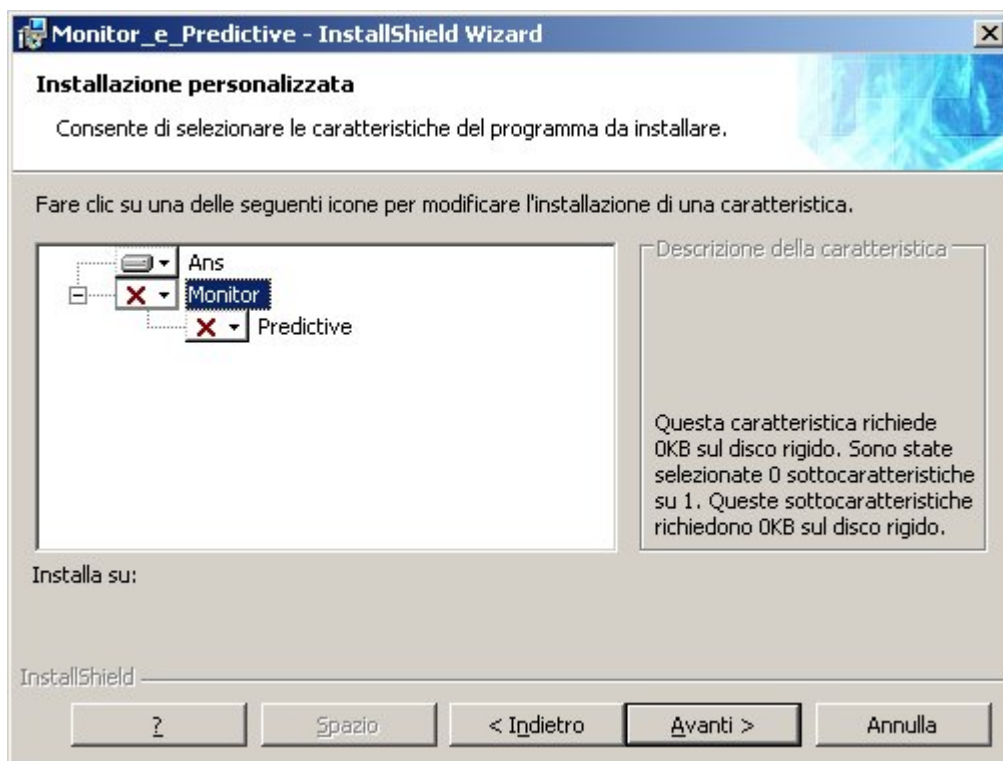 Monitor_e_Predictive - InstallShield Wizard
Installazione personalizzata
Consente di selezionare le caratteristiche del programma da installare.
Fare clic su una delle seguenti icone per modificare l'installazione di una caratteristica.
Ans
Monitor
Predictive
Descrizione della caratteristica
Questa caratteristica richiede
0KB sul disco rigido. Sono state
selezionate 0 sottocaratteristiche
su 1. Queste sottocaratteristiche
richiedono 0KB sul disco rigido.
Installa su:
InstallShield
? Spazio < Indietro Avanti > Annulla